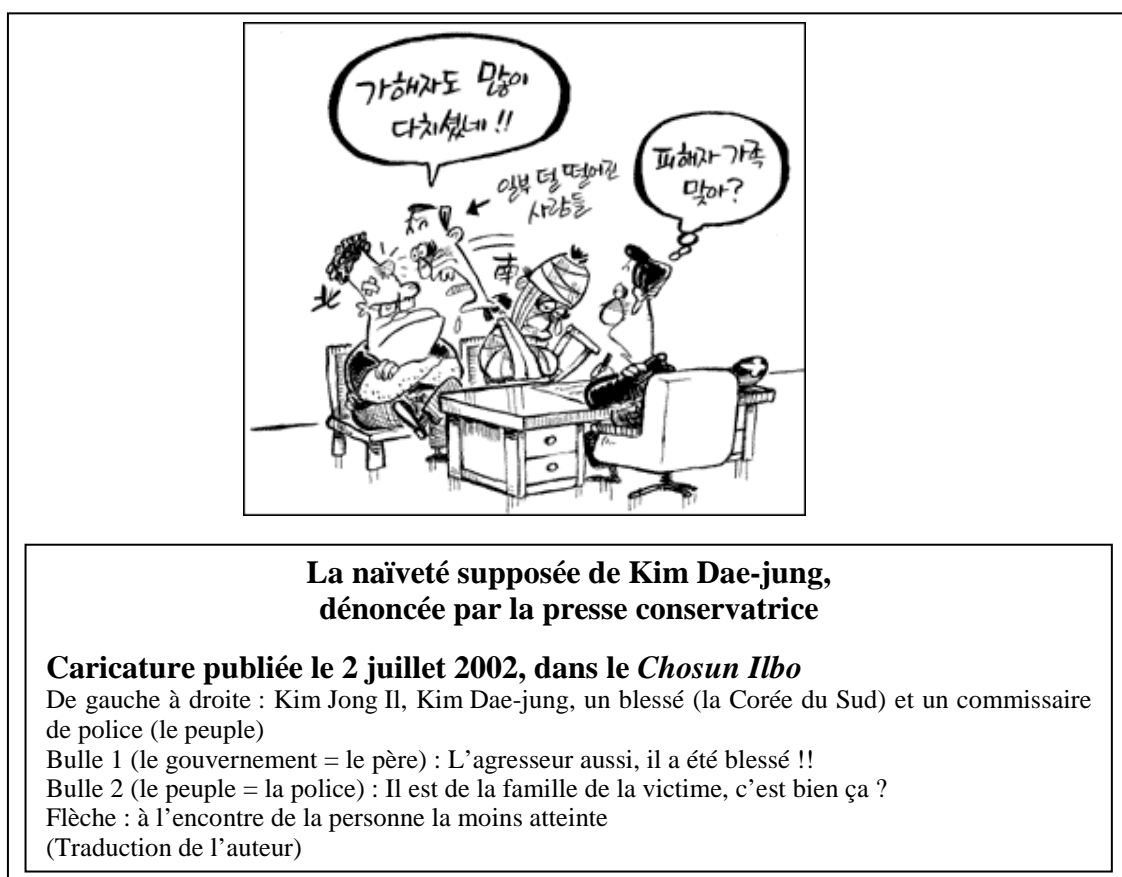 가해자도 많이
다치셨네!!
일부 덜 떨어진
사람들
피해자 가족
맞아?
北
南
La naïveté supposée de Kim Dae-jung,
dénoncée par la presse conservatrice
Caricature publiée le 2 juillet 2002, dans le Chosun Ilbo
De gauche à droite : Kim Jong Il, Kim Dae-jung, un blessé (la Corée du Sud) et un commissaire
de police (le peuple)
Bulle 1 (le gouvernement = le père) : L’agresseur aussi, il a été blessé !!
Bulle 2 (le peuple = la police) : Il est de la famille de la victime, c’est bien ça ?
Flèche : à l’encontre de la personne la moins atteinte
(Traduction de l’auteur)